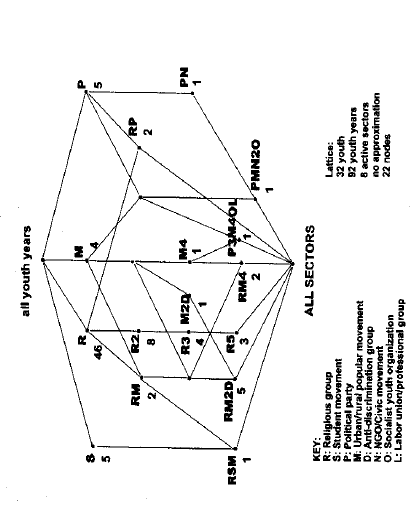 all youth years
P
5
PN
1
RP
2
PMN2O
M
4
M4
1
P3M4OL
1
RM4
2
R
46
R2
8
M2D
1
R3
4
R5
3
RM
2
RM2D
5
S
5
RSM
1
ALL SECTORS
Lattice:
32 youth
92 youth years
8 active sectors
no approximation
22 nodes
KEY:
R: Religious group
S: Student movement
P: Political party
M: Urban/rural popular movement
D: Anti-discrimination group
N: NGO/Civic movement
O: Socialist youth organization
L: Labor union/professional group